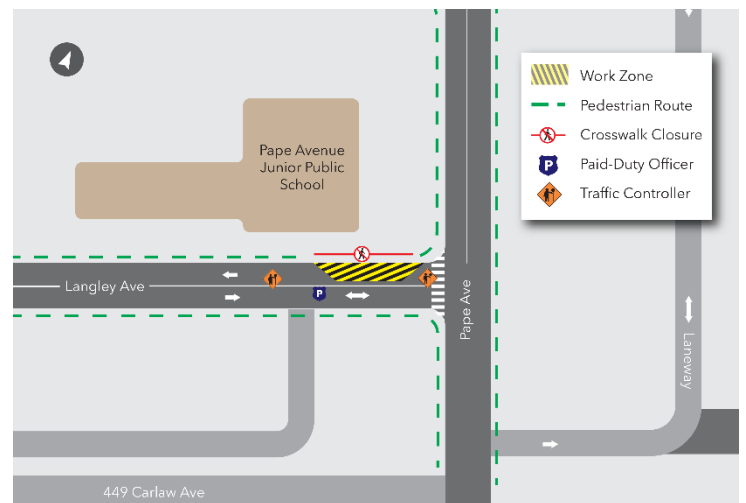 Pape Avenue
Junior Public
School
Work Zone
Pedestrian Route
Crosswalk Closure
P
Paid-Duty Officer
Traffic Controller
Langley Ave
P
Pape Ave
Laneway
449 Carlaw Ave